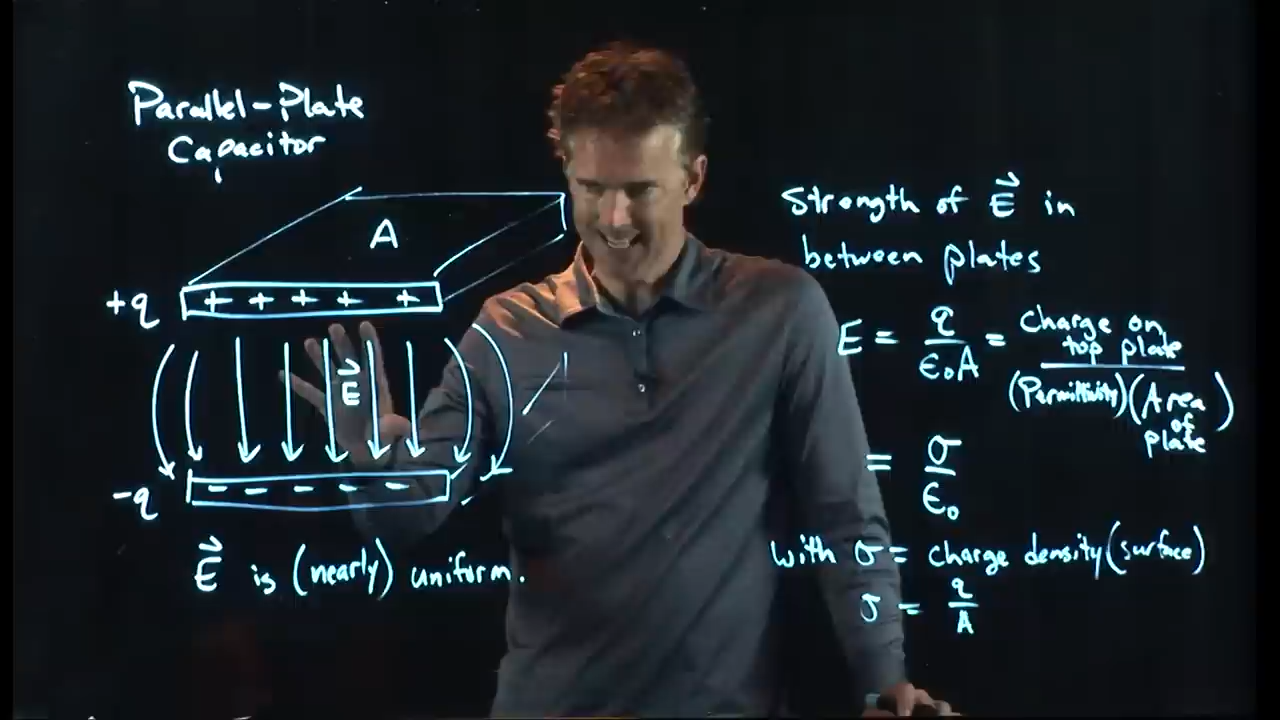 Parallel-Plate
Capacitor
A
+q
+ + + + +
E⃗
-q
- - - - -
E⃗ is (nearly) uniform.
Strength of E⃗ in
between plates
E = q/ϵ₀A = charge on top plate/(Permittivity)(Area of plate)
= σ/ϵ₀
with σ = charge density (surface)
σ = q/A